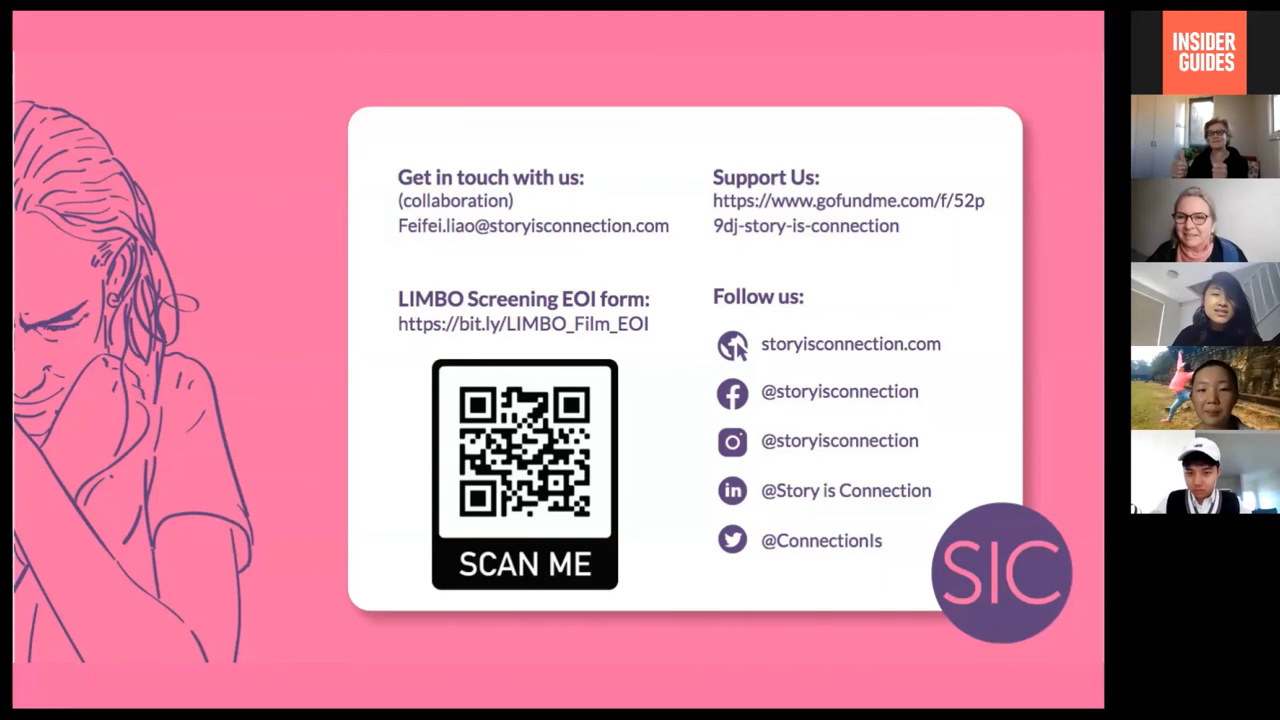 Get in touch with us:
(collaboration)
Feifei.liao@storyisconnection.com
LIMBO Screening EOI form:
https://bit.ly/LIMBO_Film_EOI
SCAN ME
Support Us:
https://www.gofundme.com/f/52p
9dj-story-is-connection
Follow us:
storyisconnection.com
@storyisconnection
@storyisconnection
in
@Story is Connection
@ConnectionIs
SIC
INSIDER
GUIDES